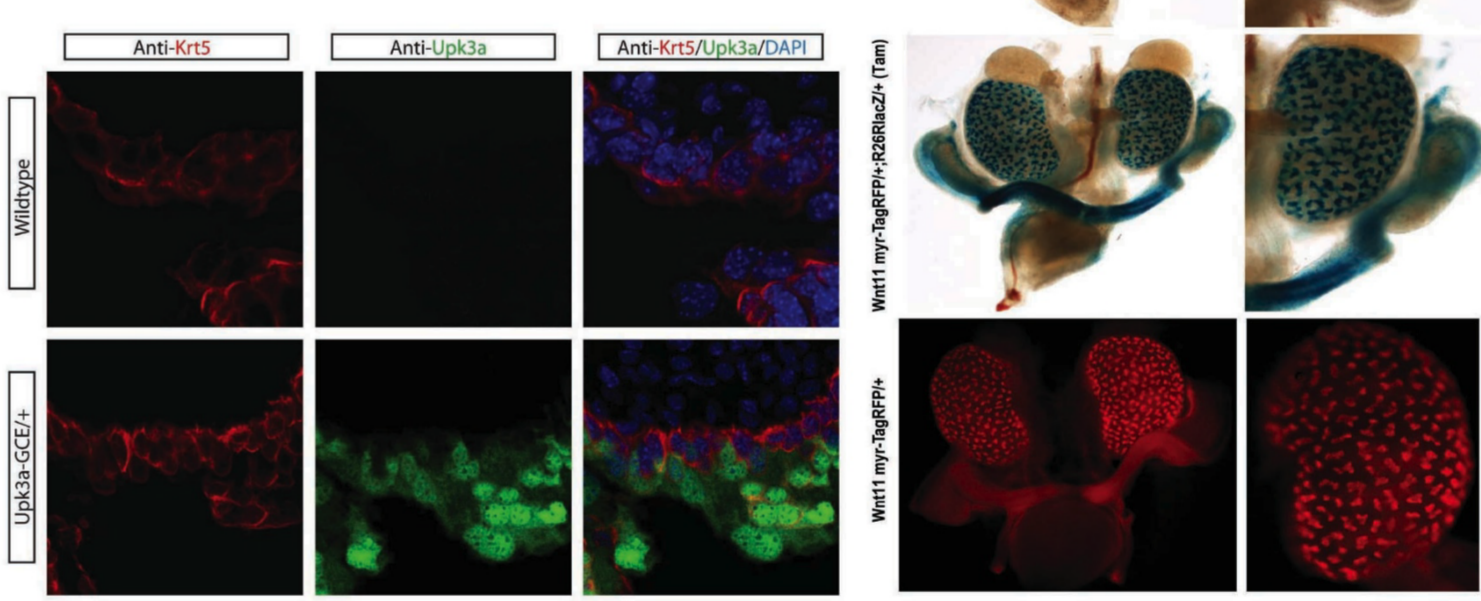 Anti-Krt5
Anti-Upk3a
Anti-Krt5/Upk3a/DAPI
Wildtype
Upk3a-GCE/+
Wnt11 myr-TagRFP/+;R26RlacZ/+ (Tam)
Wnt11 myr-TagRFP/+